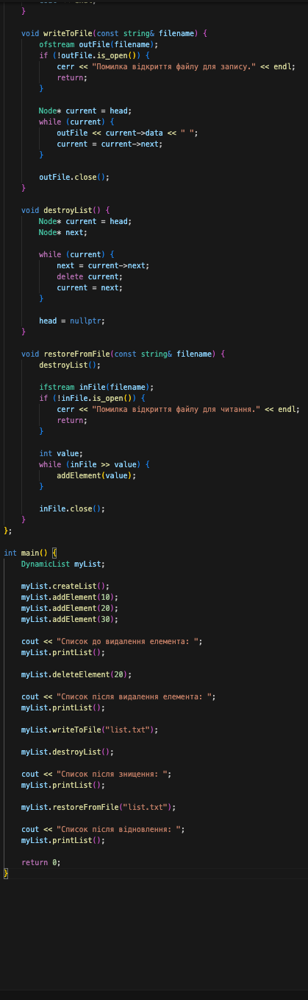 }
void writeToFile(const string& filename) {
ofstream outFile(filename);
if (!outFile.is_open()) {
cerr << "Помилка відкриття файлу для запису." << endl;
return;
}
Node* current = head;
while (current) {
outFile << current->data << " ";
current = current->next;
}
outFile.close();
}
void destroyList() {
Node* current = head;
Node* next;
while (current) {
next = current->next;
delete current;
current = next;
}
head = nullptr;
}
void restoreFromFile(const string& filename) {
destroyList();
ifstream inFile(filename);
if (!inFile.is_open()) {
cerr << "Помилка відкриття файлу для читання." << endl;
return;
}
int value;
while (inFile >> value) {
addElement(value);
}
inFile.close();
}
};
int main() {
DynamicList myList;
myList.createList();
myList.addElement(10);
myList.addElement(20);
myList.addElement(30);
cout << "Список до видалення елемента: ";
myList.printList();
myList.deleteElement(20);
cout << "Список після видалення елемента: ";
myList.printList();
myList.writeToFile("list.txt");
myList.destroyList();
cout << "Список після знищення: ";
myList.printList();
myList.restoreFromFile("list.txt");
cout << "Список після відновлення: ";
myList.printList();
return 0;
}